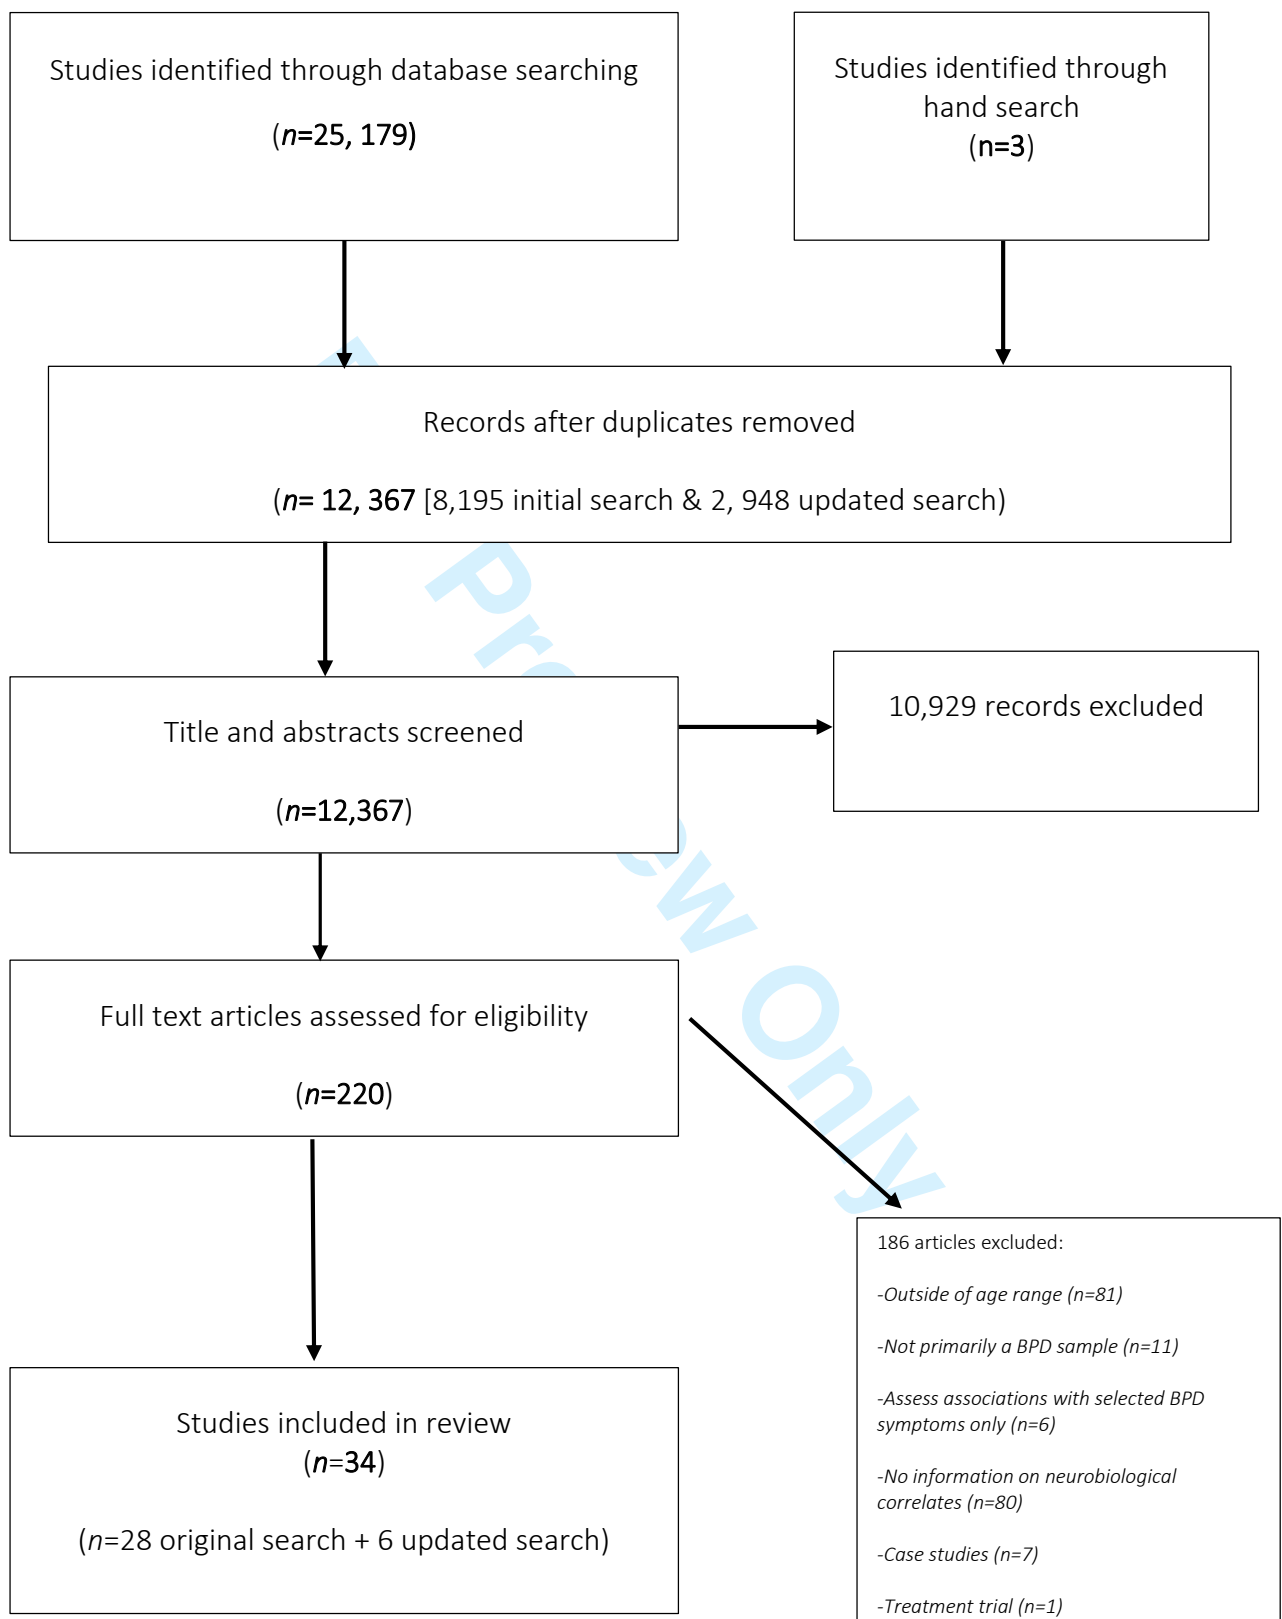 Studies identified through database searching
(n=25, 179)
Studies identified through
hand search
(n=3)
Records after duplicates removed
(n= 12, 367 [8,195 initial search & 2, 948 updated search)
Title and abstracts screened
(n=12,367)
10,929 records excluded
Full text articles assessed for eligibility
(n=220)
186 articles excluded:
-Outside of age range (n=81)
-Not primarily a BPD sample (n=11)
-Assess associations with selected BPD
symptoms only (n=6)
-No information on neurobiological
correlates (n=80)
-Case studies (n=7)
-Treatment trial (n=1)
Studies included in review
(n=34)
(n=28 original search + 6 updated search)
Only